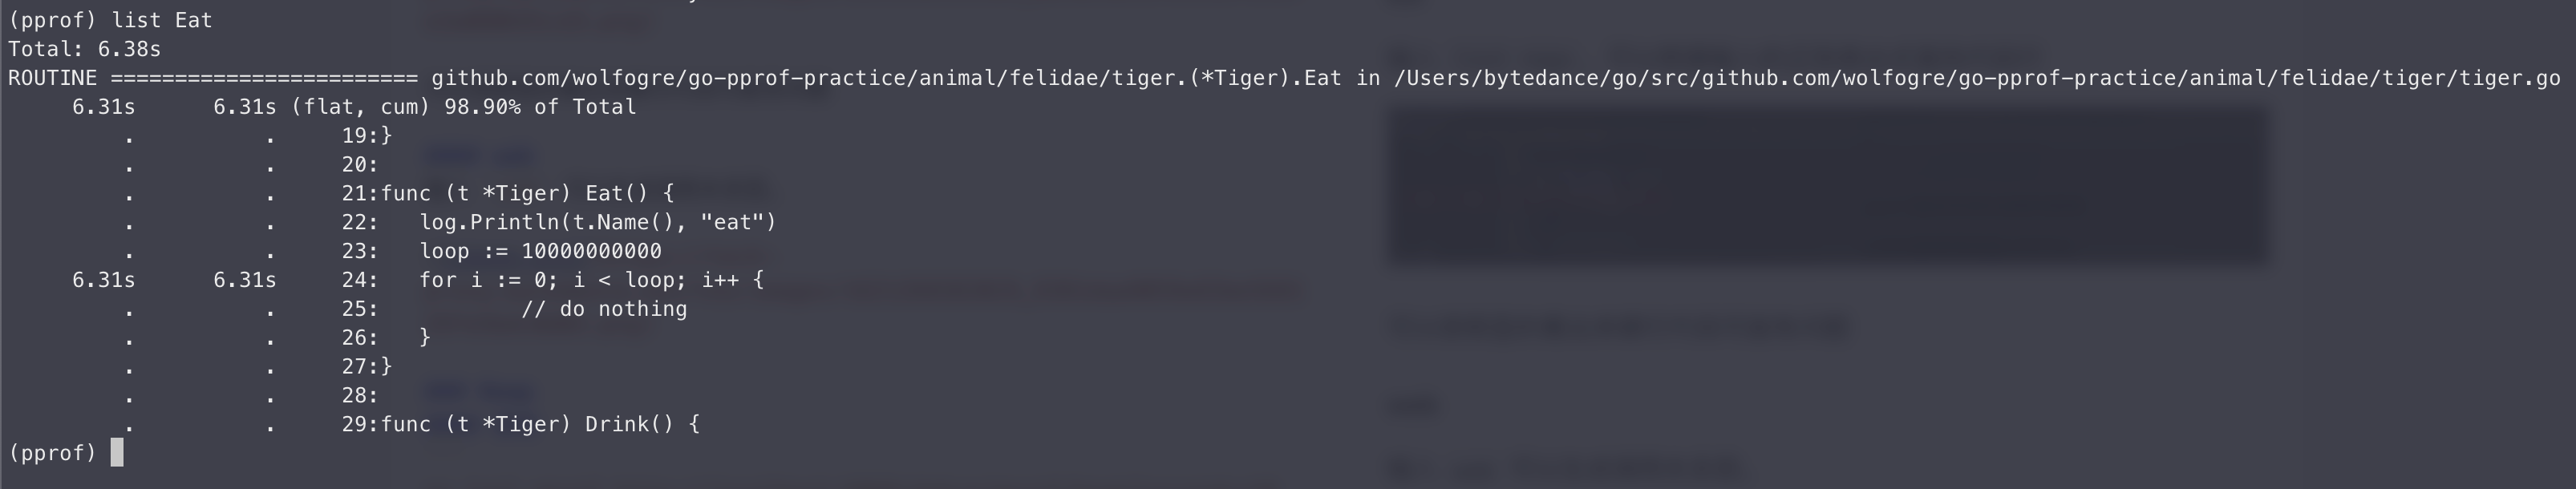 (pprof) list Eat
Total: 6.38s
ROUTINE ======================== github.com/wolfogre/go-pprof-practice/animal/felidae/tiger.(*Tiger).Eat in /Users/bytedance/go/src/github.com/wolfogre/go-pprof-practice/animal/felidae/tiger/tiger.go
     6.31s      6.31s (flat, cum) 98.90% of Total
         .          .     19:}
         .          .     20:
         .          .     21:func (t *Tiger) Eat() {
         .          .     22:   log.Println(t.Name(), "eat")
         .          .     23:   loop := 10000000000
     6.31s      6.31s     24:   for i := 0; i < loop; i++ {
         .          .     25:           // do nothing
         .          .     26:   }
         .          .     27:}
         .          .     28:
         .          .     29:func (t *Tiger) Drink() {
(pprof)